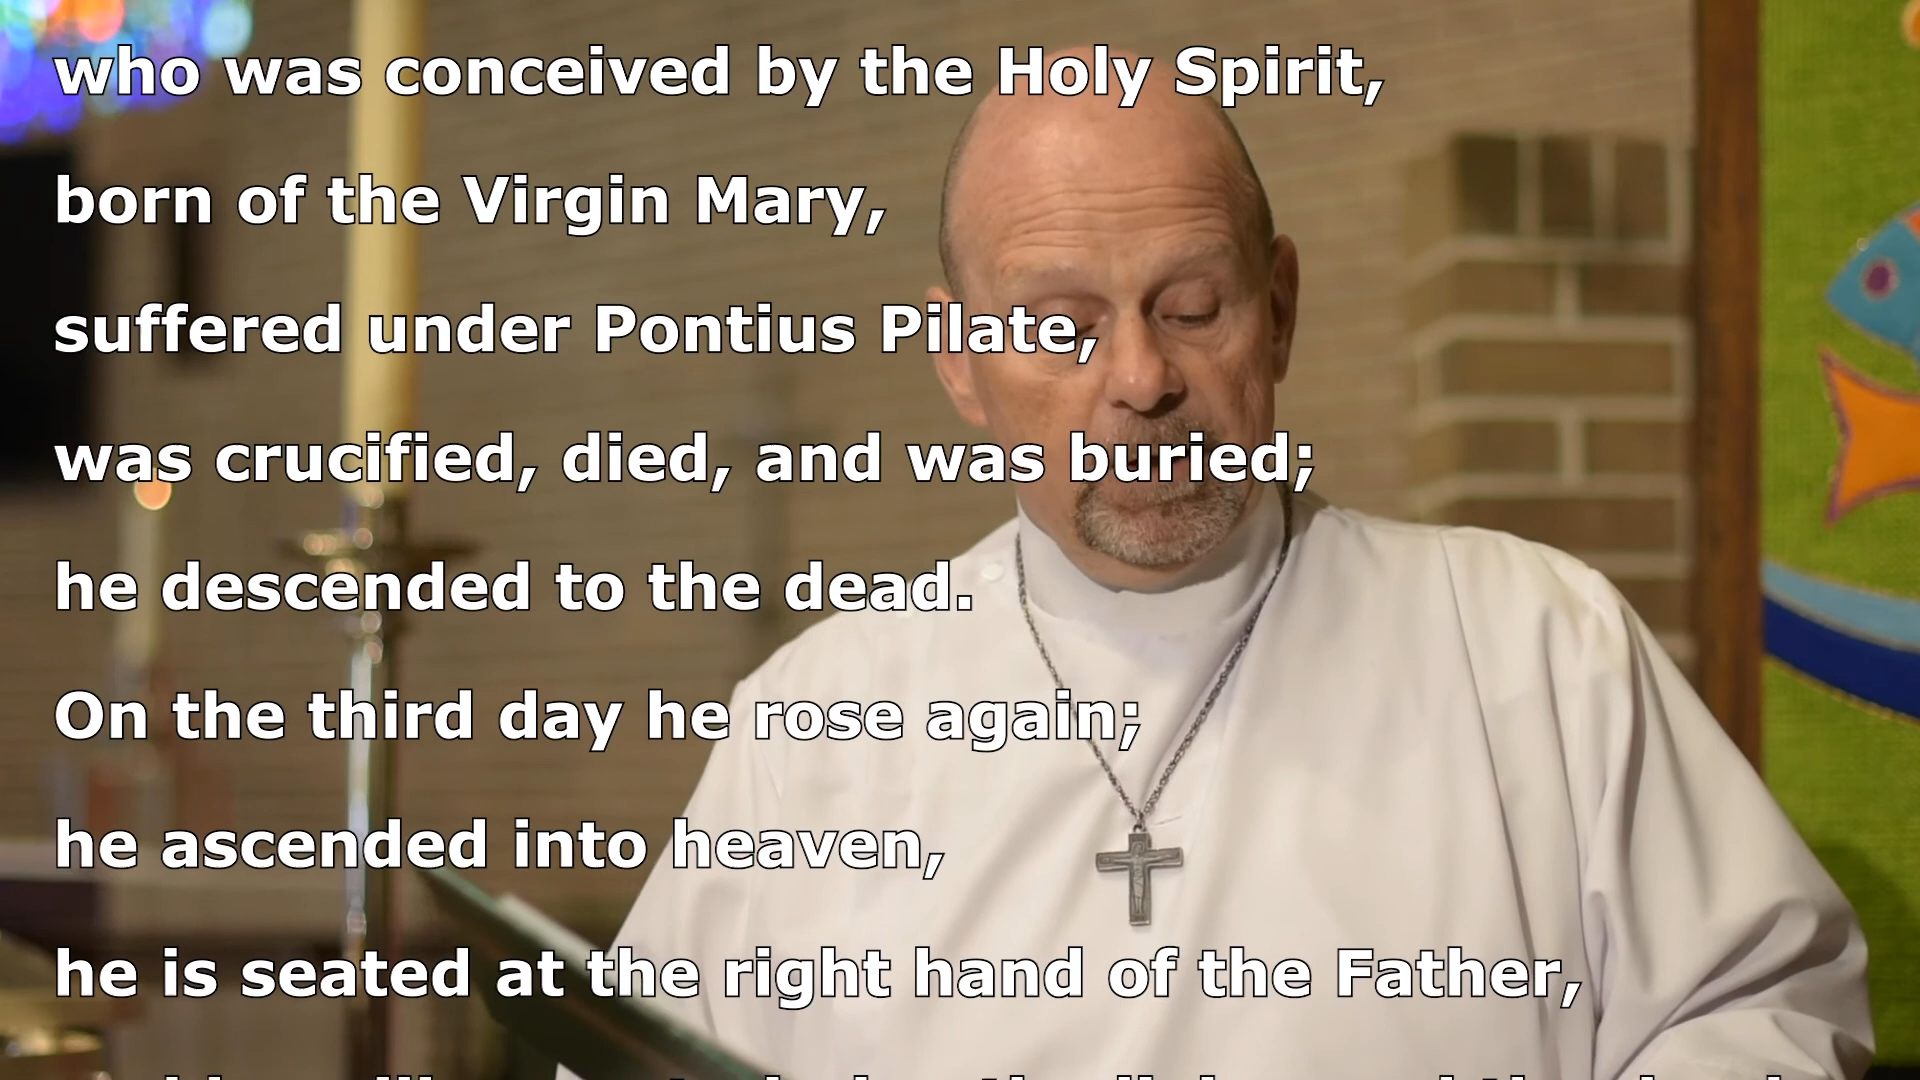 who was conceived by the Holy Spirit,
born of the Virgin Mary,
suffered under Pontius Pilate,
was crucified, died, and was buried;
he descended to the dead.
On the third day he rose again;
he ascended into heaven,
he is seated at the right hand of the Father,